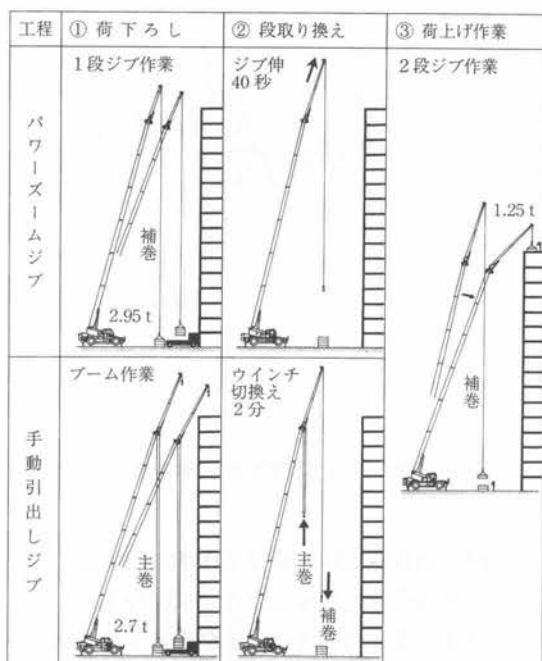 工程
① 荷下ろし
② 段取り換え
③ 荷上げ作業
パワーズームジブ
1段ジブ作業
補巻
2.95 t
ジブ伸
40秒
2段ジブ作業
1.25 t
補巻
手動引出しジブ
ブーム作業
主巻
2.7 t
ウインチ
切換え
2分
主巻
補巻